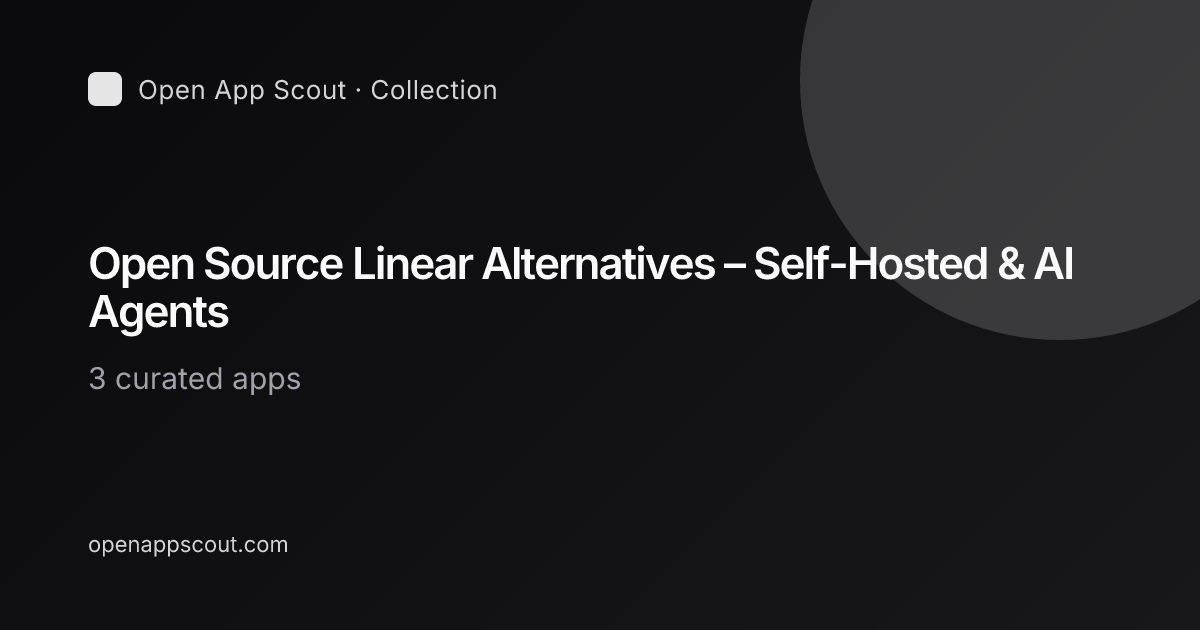 Open App Scout · Collection
Open Source Linear Alternatives – Self-Hosted & AI
Agents
3 curated apps
openappscout.com